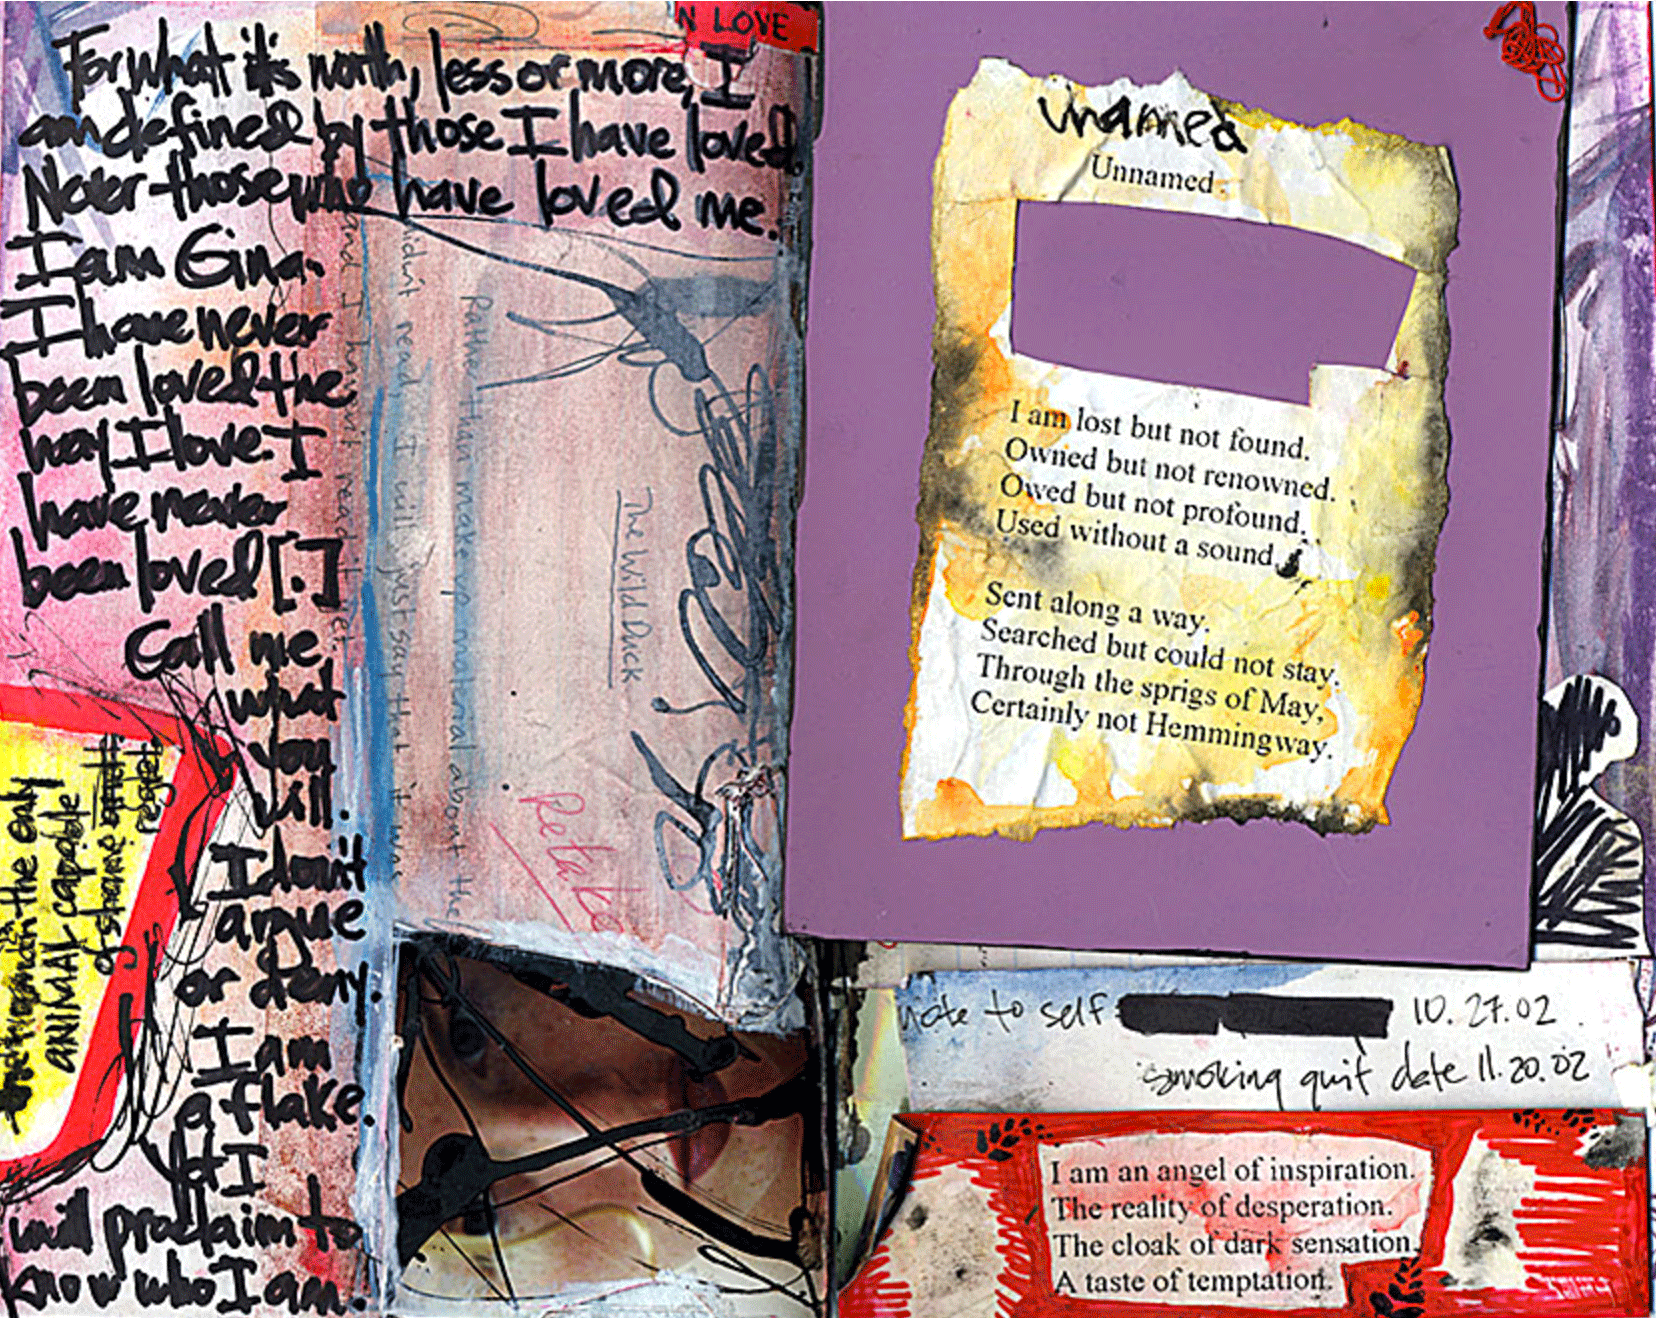 N LOVE
For what it's worth, less or more, I
am defined by those I have loved.
Never those who have loved me.
I am Gina.
I have never
been loved the
way I love. I
have never
been loved [.]
Call me
what
you
will.
I don't
argue
or deny.
I am
a flake.
Yet I
will proclaim to
know who I am.
the only
ANIMAL capable
of shame
neglect
and I haven't read it yet.
didn't read, I will just say that it was
Rather than make up material about the
The Wild Duck
Retake
unamed
Unnamed.
I am lost but not found.
Owned but not renowned.
Owed but not profound.
Used without a sound.
Sent along a way.
Searched but could not stay.
Through the sprigs of May,
Certainly not Hemmingway.
note to self 10.27.02
smoking quit date 11.20.02
I am an angel of inspiration.
The reality of desperation.
The cloak of dark sensation.
A taste of temptation.